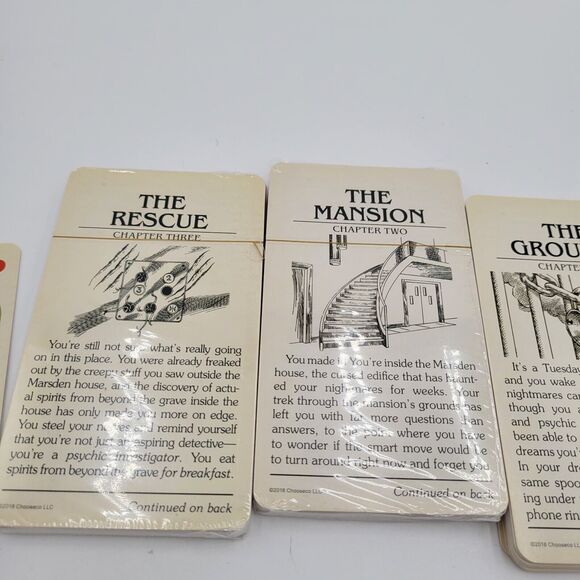 THE
RESCUE
CHAPTER THREE
You're still not sure what's really going
on in this place. You were already freaked
out by the creepy stuff you saw outside the
Marsden house, and the discovery of actu-
al spirits from beyond the grave inside the
house has only made you more on edge.
You steel your nerves and remind yourself
that you're not just an aspiring detective—
you're a psychic investigator. You eat
spirits from beyond the grave for breakfast.
2018 Chooseco LLC
Continued on back
THE
MANSION
CHAPTER TWO
You made it. You're inside the Marsden
house, the cursed edifice that has haunt-
ed your nightmares for weeks. Your
trek through the mansion's grounds has
left you with far more questions than
answers, to the point where you have
to wonder if the smart move would be
to turn around right now and forget you
©2018 Chooseco LLC
Continued on back
THE
GROU
CHAPTE
It's a Tuesday
and you wake
nightmares ca
though you
and psychic
been able to
dreams you'
In your dr
same spoo
ing under
phone rin
©2018 Chooseco LL